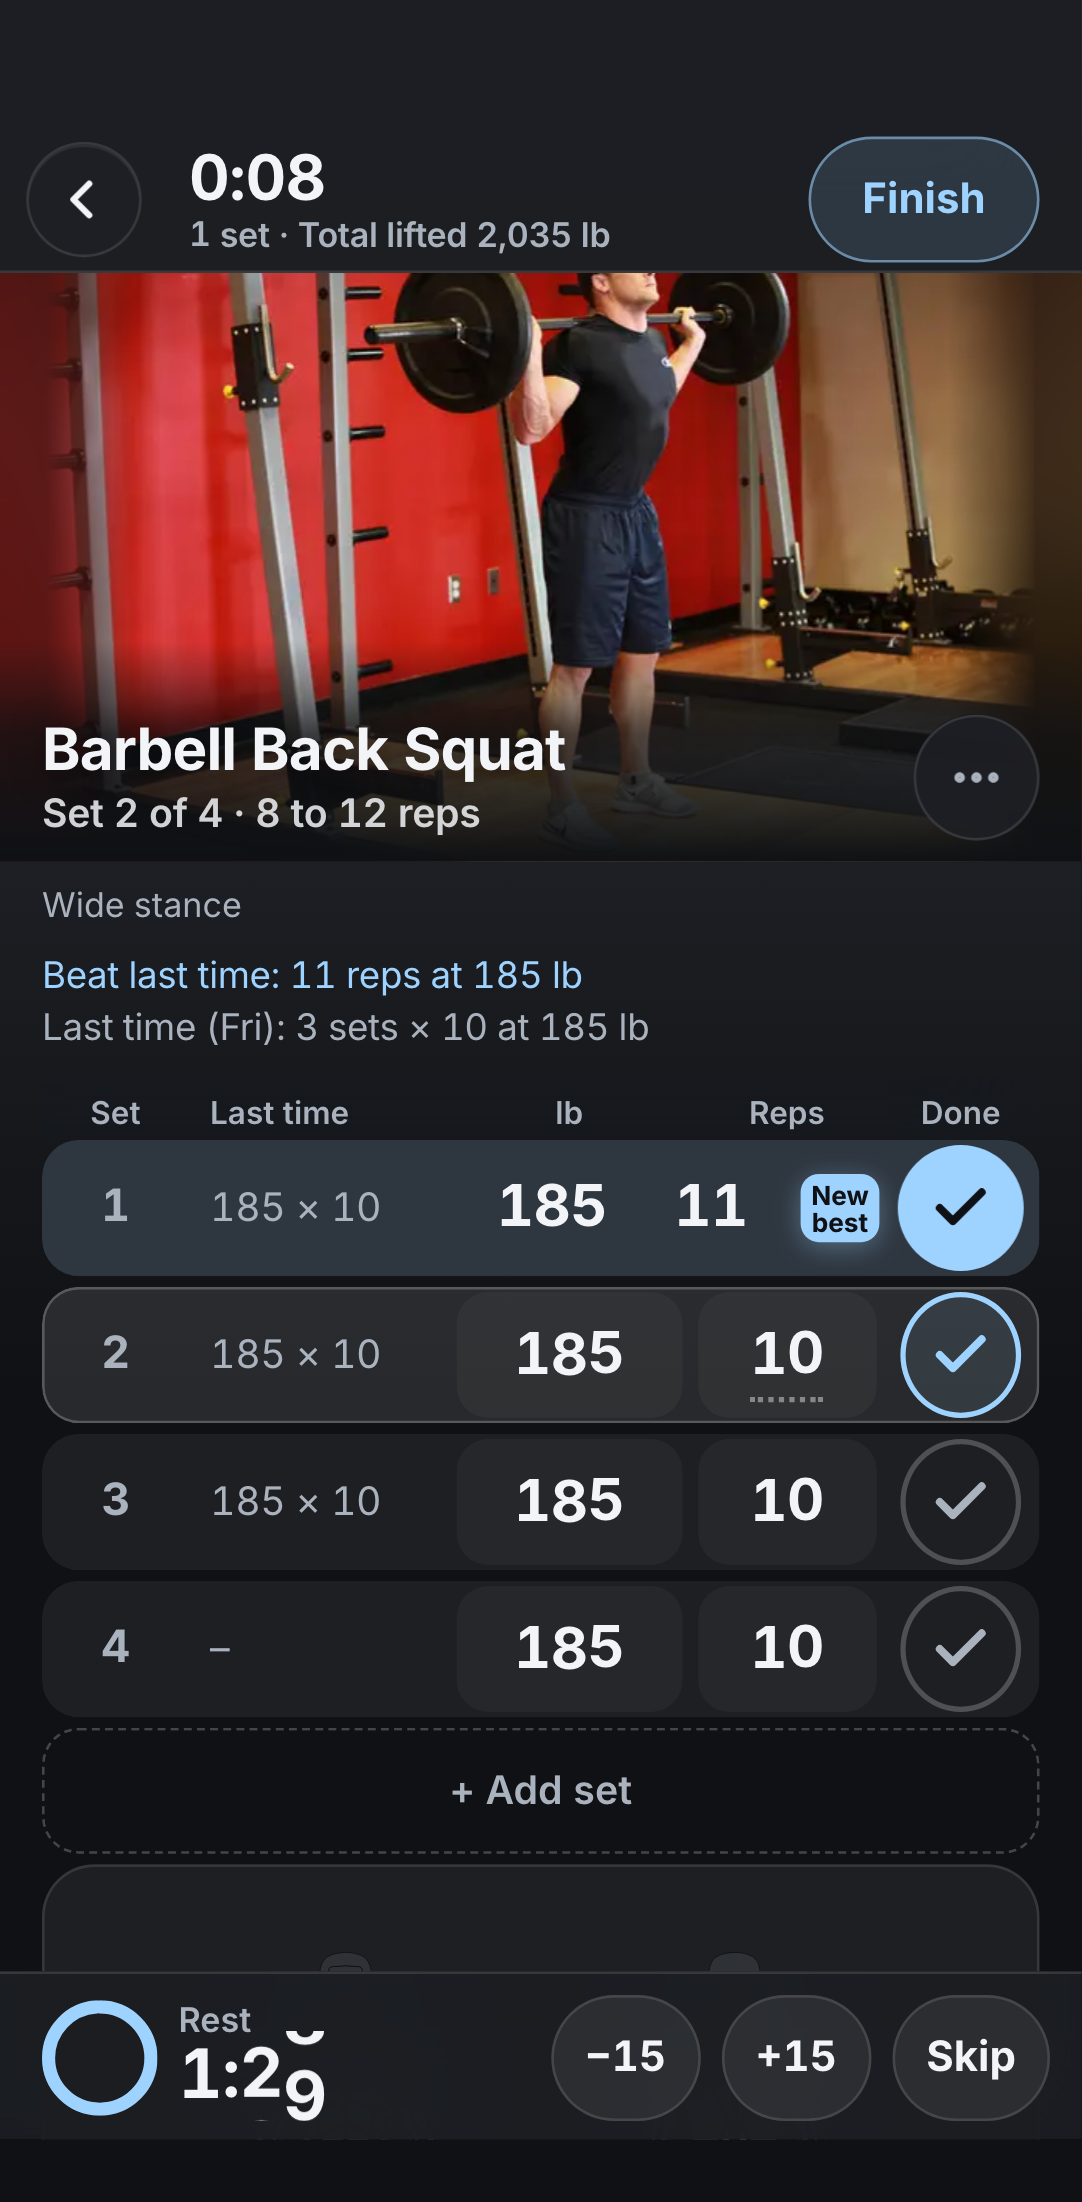 0:08
1 set · Total lifted 2,035 lb
Finish
Barbell Back Squat
Set 2 of 4 · 8 to 12 reps
Wide stance
Beat last time: 11 reps at 185 lb
Last time (Fri): 3 sets × 10 at 185 lb
Set Last time lb Reps Done
1 185 × 10 185 11 New best
2 185 × 10 185 10
3 185 × 10 185 10
4 – 185 10
+ Add set
Rest
1:29
−15 +15 Skip